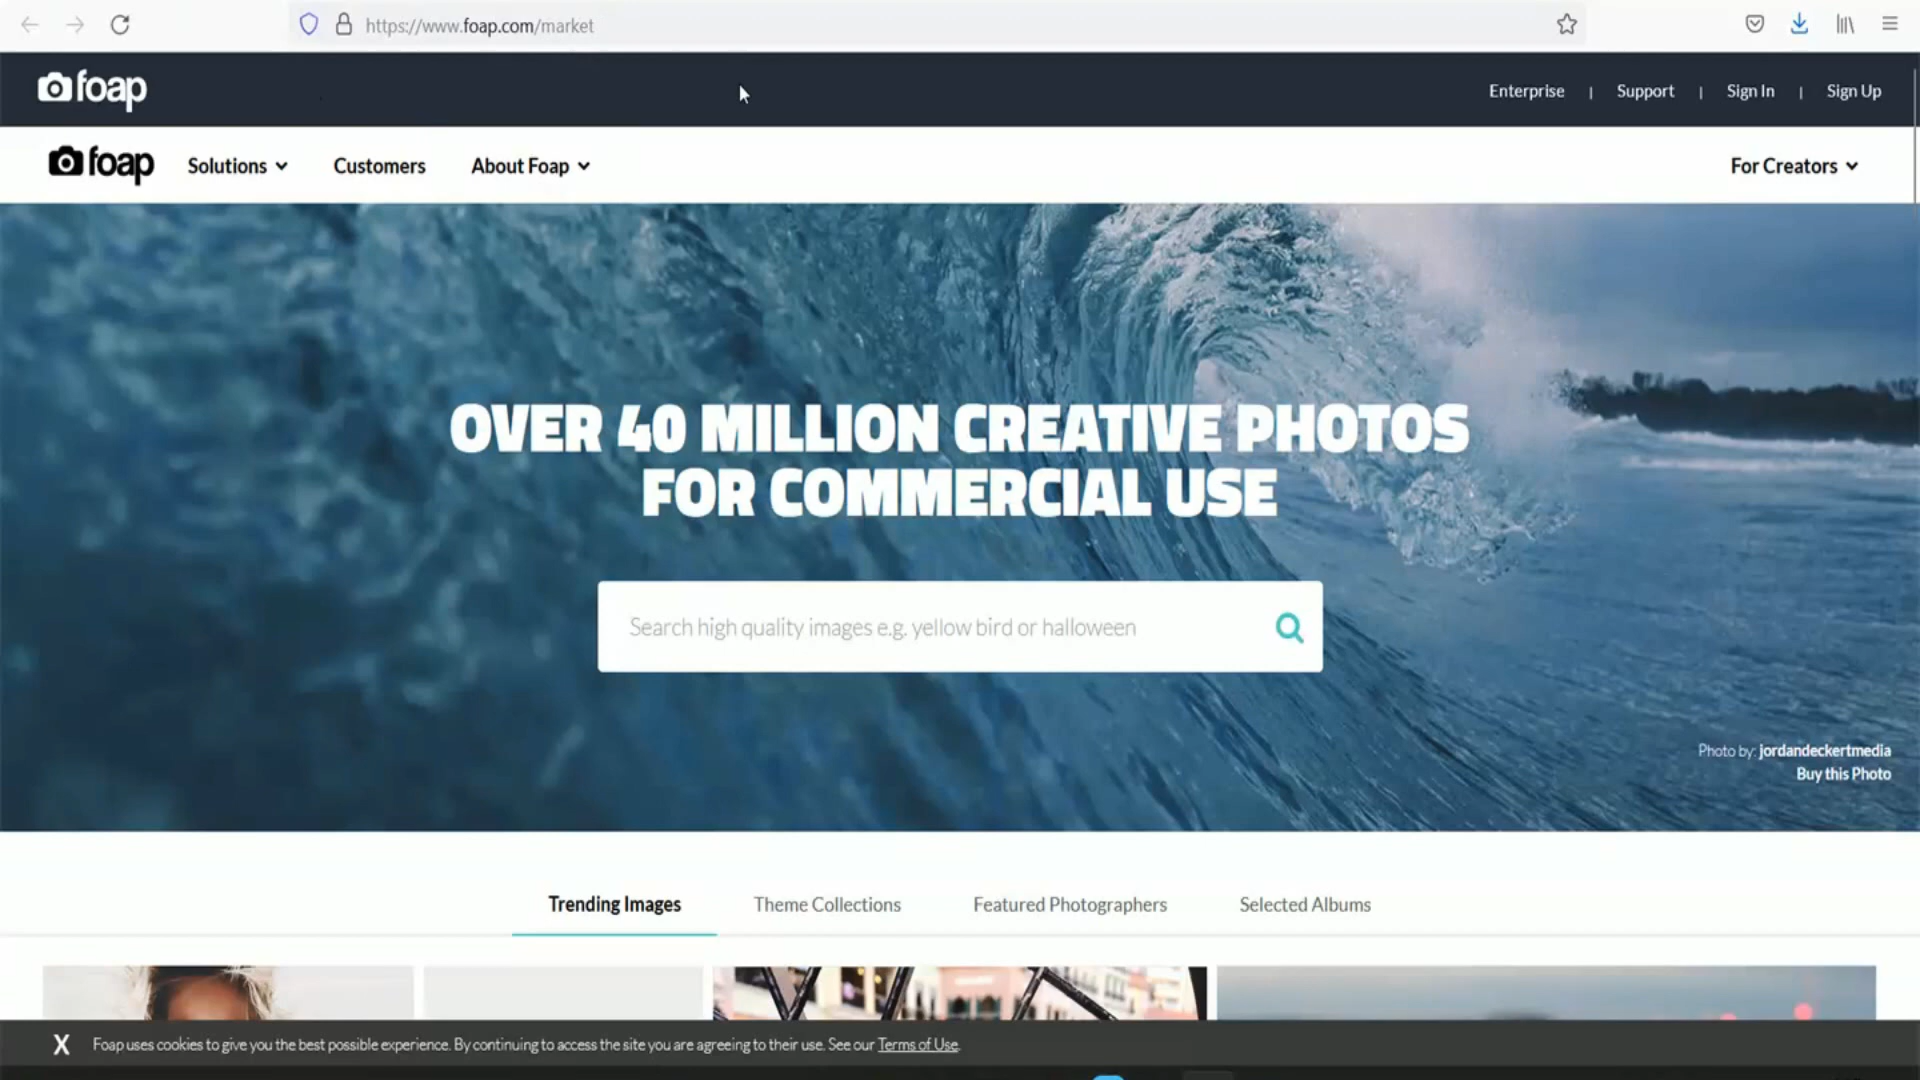 https://www.foap.com/market
foap
Enterprise | Support | Sign In | Sign Up
foap Solutions Customers About Foap For Creators
OVER 40 MILLION CREATIVE PHOTOS
FOR COMMERCIAL USE
Search high quality images e.g. yellow bird or halloween
Photo by: jordandeckertmedia
Buy this Photo
Trending Images Theme Collections Featured Photographers Selected Albums
X Foap uses cookies to give you the best possible experience. By continuing to access the site you are agreeing to their use. See our Terms of Use.